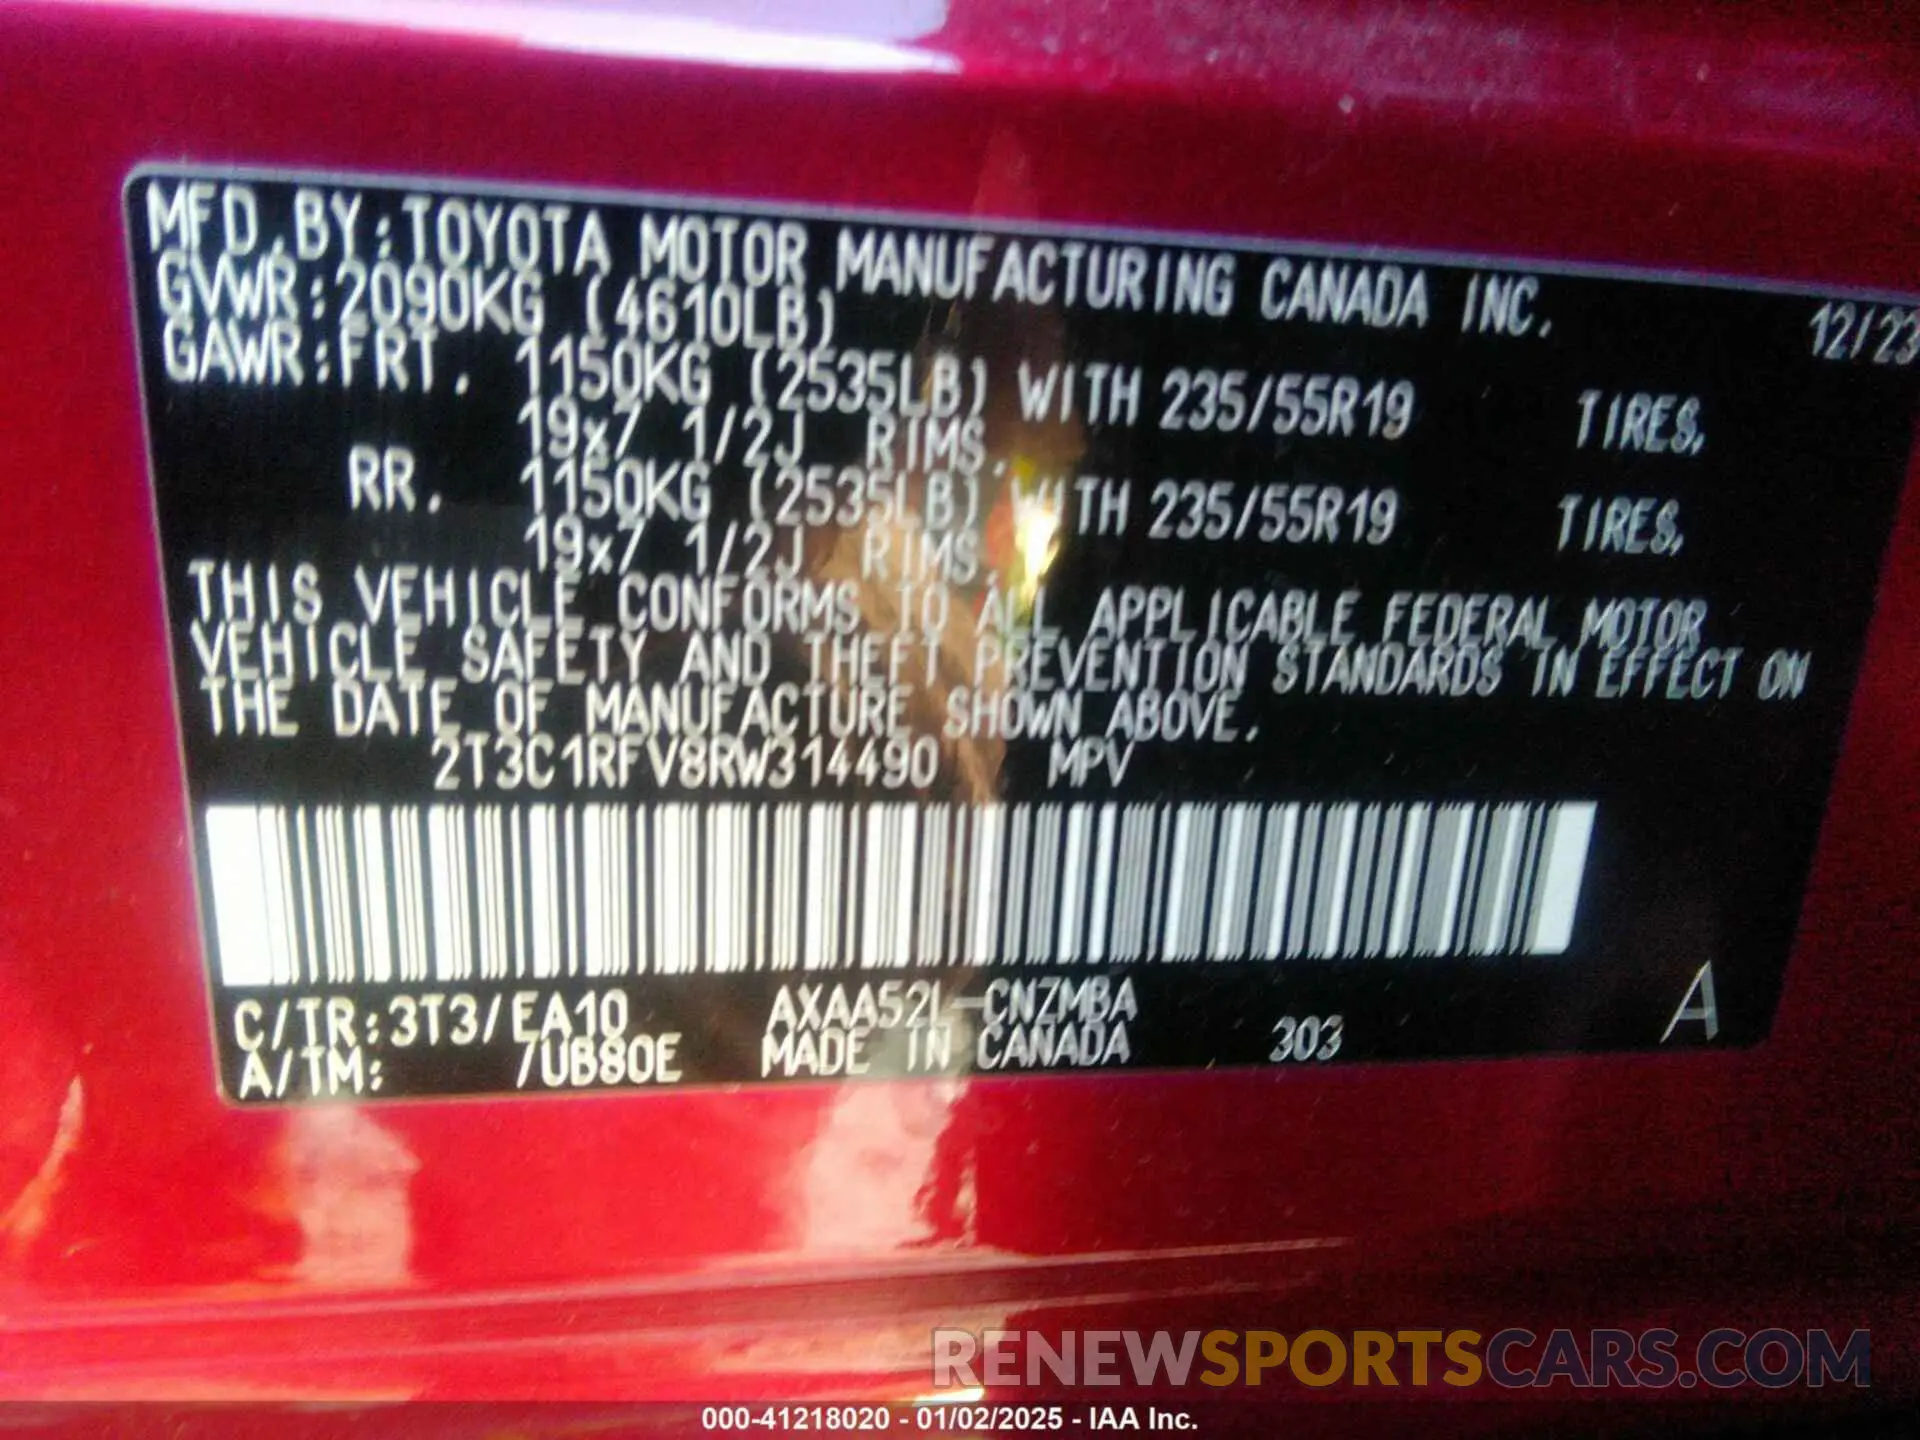 MFD.BY:TOYOTA MOTOR MANUFACTURING CANADA INC. 12/23
GVWR:2090KG (4610LB)
GAWR:FRT. 1150KG (2535LB) WITH 235/55R19 TIRES,
19x7 1/2J RIMS.
RR. 1150KG (2535LB) WITH 235/55R19 TIRES,
19x7 1/2J RIMS.
THIS VEHICLE CONFORMS TO ALL APPLICABLE FEDERAL MOTOR
VEHICLE SAFETY AND THEFT PREVENTION STANDARDS IN EFFECT ON
THE DATE OF MANUFACTURE SHOWN ABOVE.
2T3C1RFV8RW314490 MPV
C/TR:3T3/EA10 AXAA52L-CNZMBA
A/TM: /UB80E MADE IN CANADA 303 A
RENEWSPORTSCARS.COM
000-41218020 - 01/02/2025 - IAA Inc.